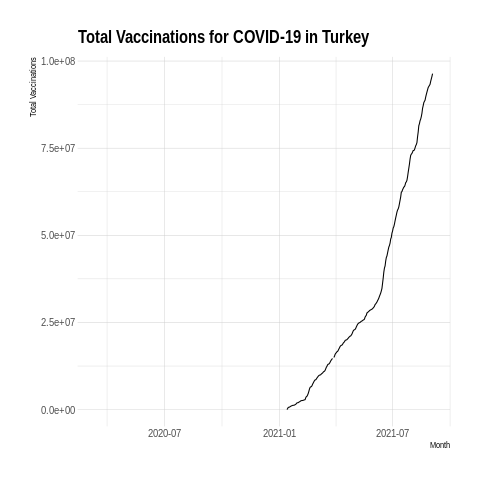 Total Vaccinations for COVID-19 in Turkey
Total Vaccinations
1.0e+08
7.5e+07
5.0e+07
2.5e+07
0.0e+00
2020-07
2021-01
2021-07
Month